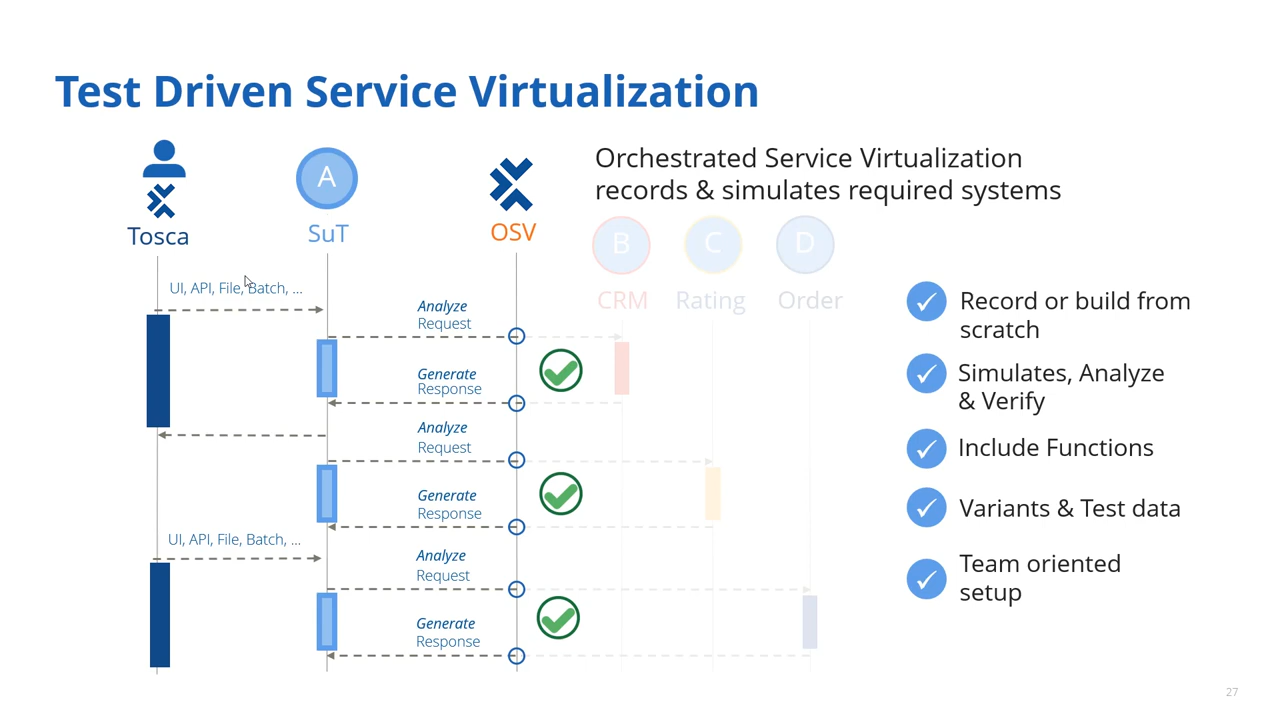 Test Driven Service Virtualization
Orchestrated Service Virtualization
records & simulates required systems
A
Tosca
SuT
OSV
B
C
D
CRM
Rating
Order
UI, API, File, Batch, ...
Analyze
Request
Generate
Response
Analyze
Request
Generate
Response
UI, API, File, Batch, ...
Analyze
Request
Generate
Response
Record or build from
scratch
Simulates, Analyze
& Verify
Include Functions
Variants & Test data
Team oriented
setup
27